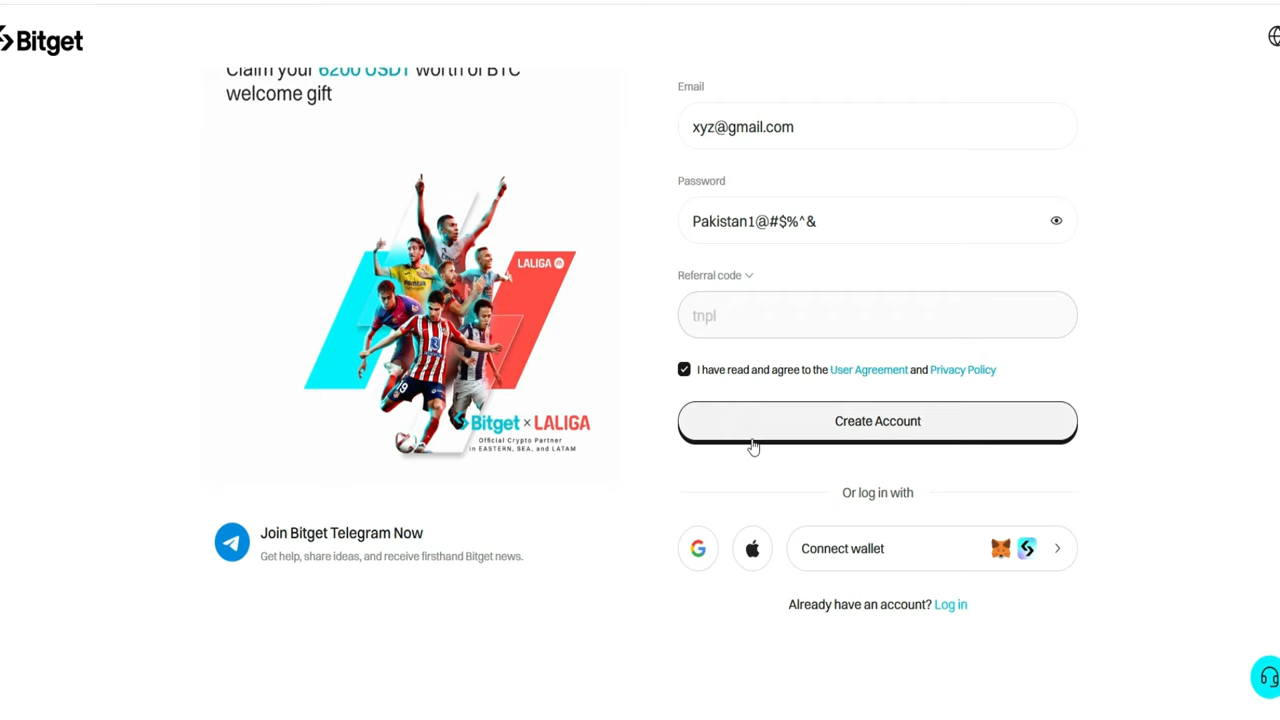 Bitget
Claim your 6200 USDT worth of BTC
welcome gift
LALIGA
Bitget × LALIGA
Official Crypto Partner
in EASTERN, SEA, and LATAM
Join Bitget Telegram Now
Get help, share ideas, and receive firsthand Bitget news.
Email
xyz@gmail.com
Password
Pakistan1@#$%^&
Referral code
tnpl
I have read and agree to the User Agreement and Privacy Policy
Create Account
Or log in with
Connect wallet
Already have an account? Log in